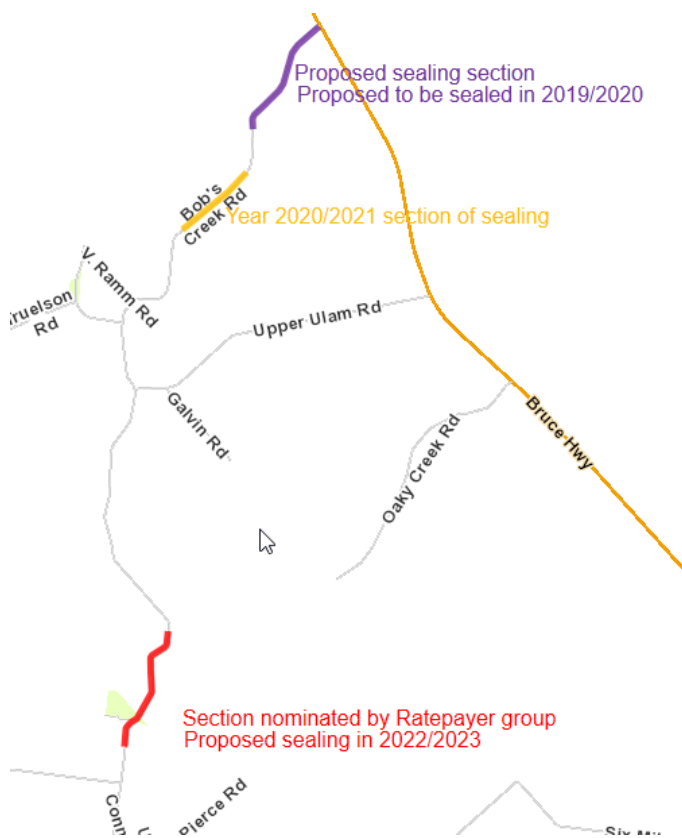 Proposed sealing section
Proposed to be sealed in 2019/2020
Bob's
Creek Rd
Year 2020/2021 section of sealing
V. Ramm Rd
Rd
Upper Ulam Rd
Galvin Rd
Oaky Creek Rd
Bruce Hwy
Section nominated by Ratepayer group
Proposed sealing in 2022/2023
Pierce Rd
Six